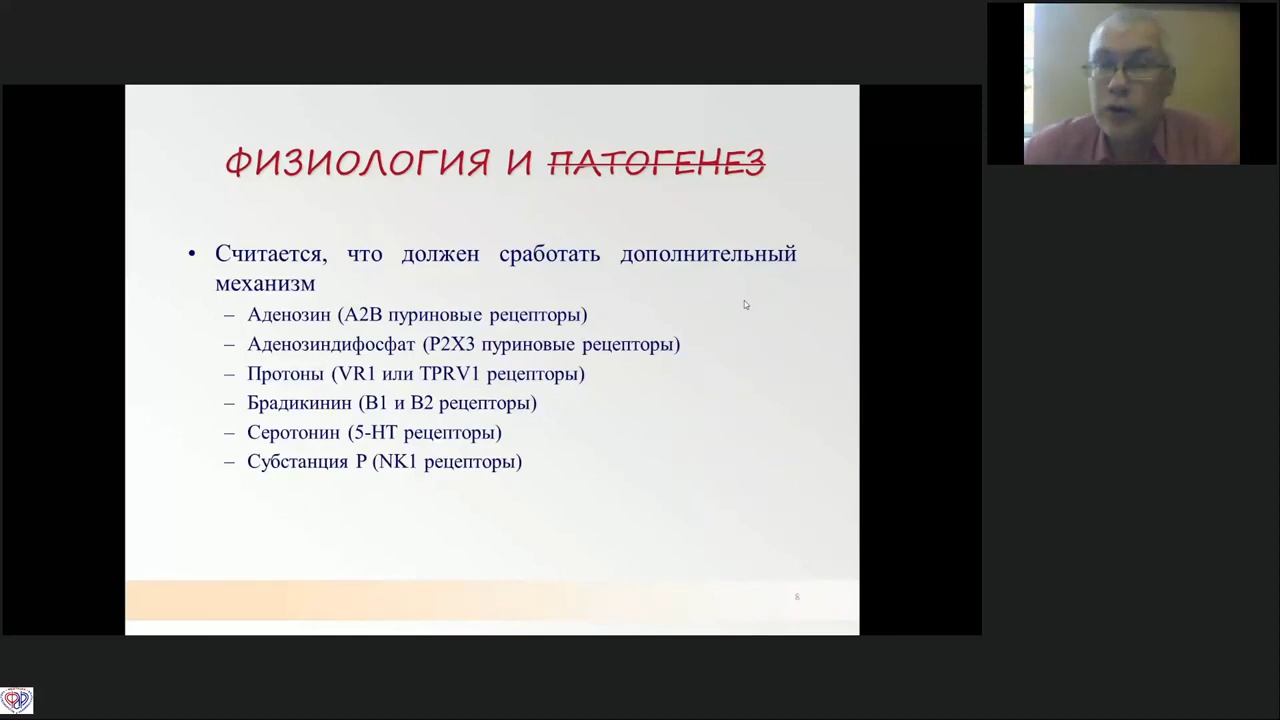 ФИЗИОЛОГИЯ И ПАТОГЕНЕЗ
• Считается, что должен сработать дополнительный
механизм
– Аденозин (A2B пуриновые рецепторы)
– Аденозиндифосфат (P2X3 пуриновые рецепторы)
– Протоны (VR1 или TPRV1 рецепторы)
– Брадикинин (B1 и B2 рецепторы)
– Серотонин (5-HT рецепторы)
– Субстанция P (NK1 рецепторы)
8